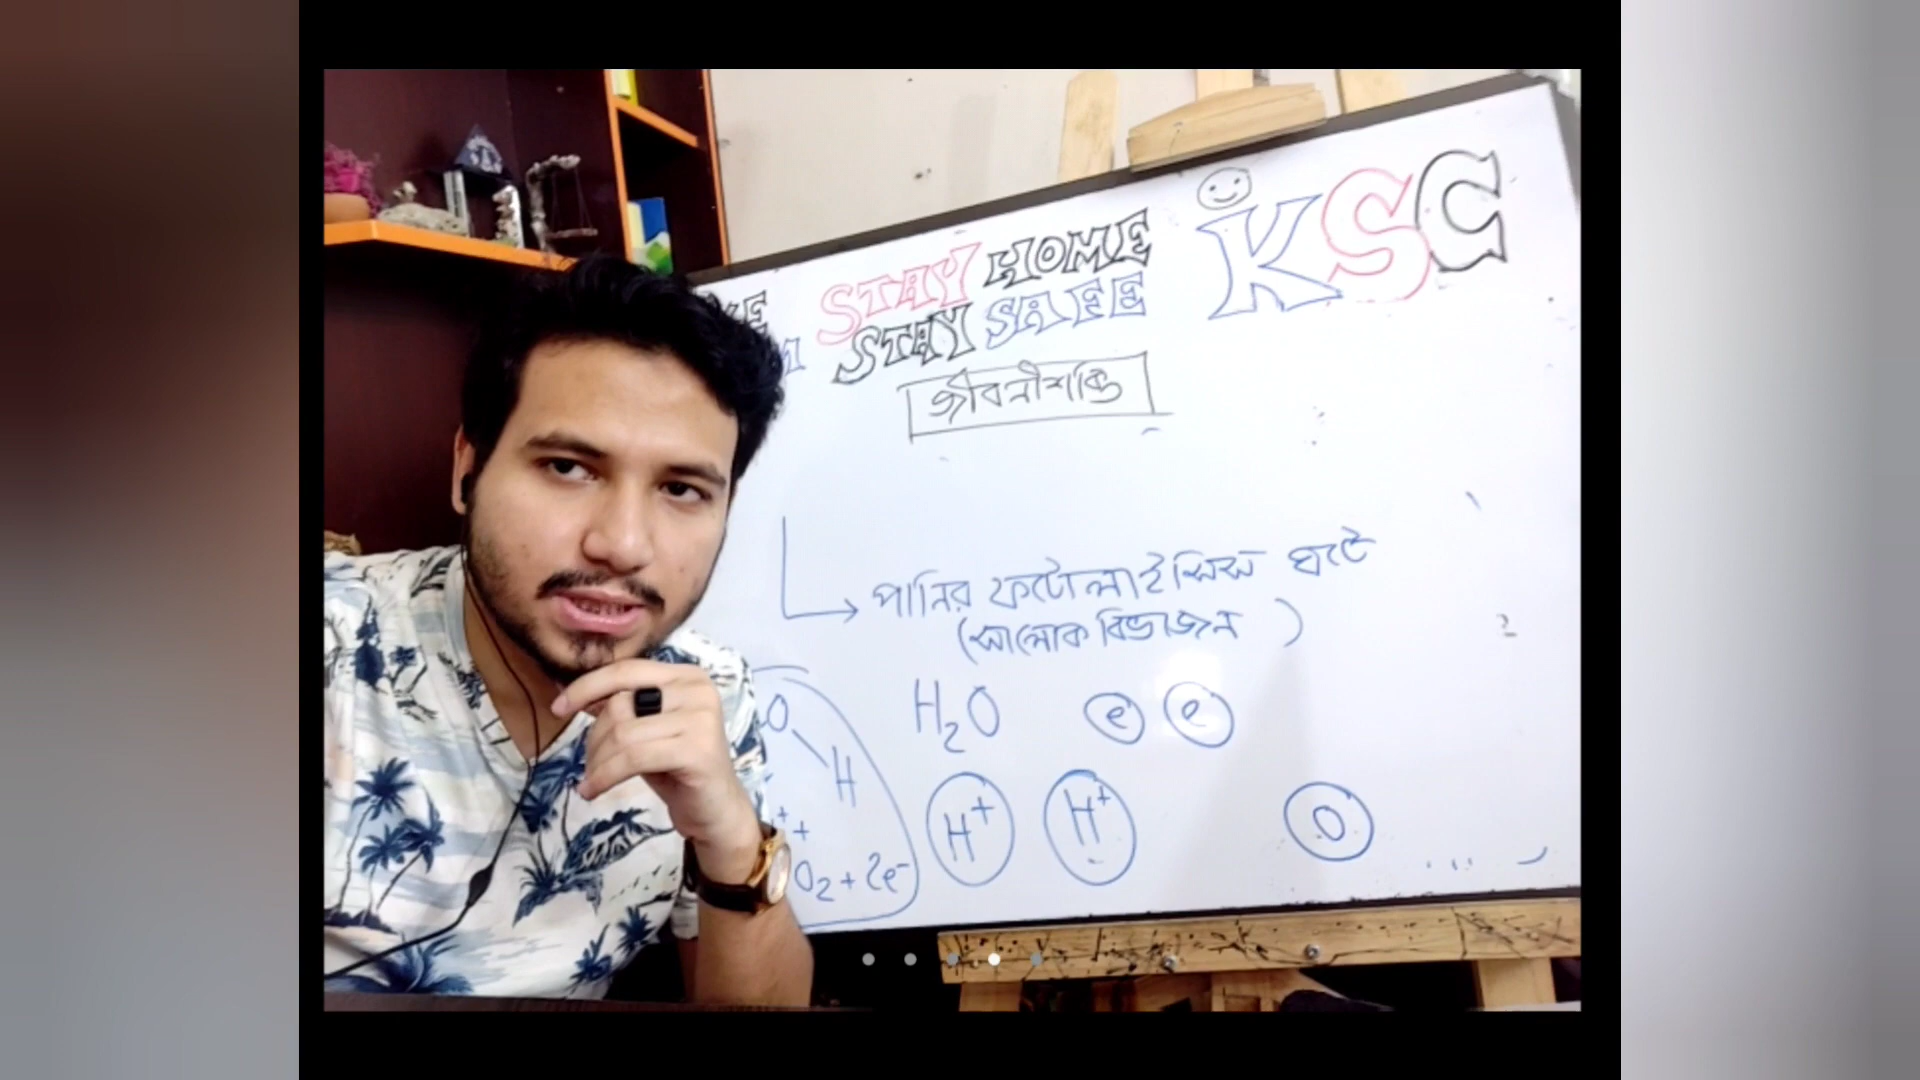 STAY HOME
STAY SAFE
KSC
জীবনীশক্তি
পানির ফটোলাইসিস ঘটে
(আলোক বিভাজন )
O
H
H₂O e e
H⁺ H⁺ O
O₂ + 2e⁻